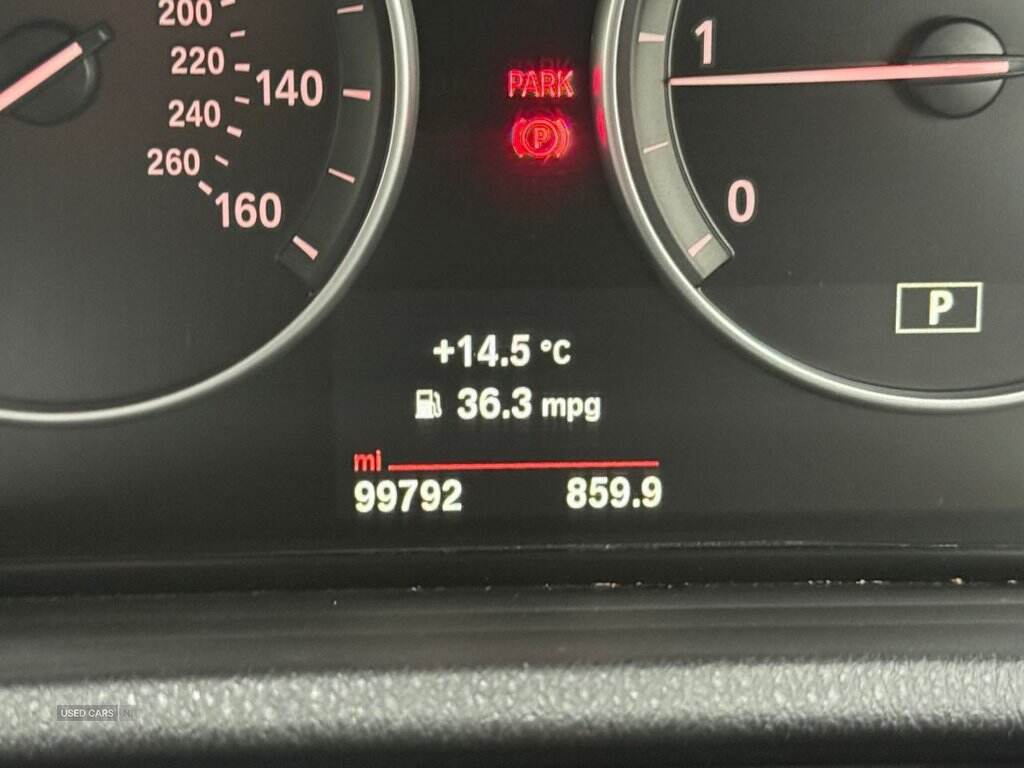 200
220
140
240
260
160
PARK
P
1
0
P
+14.5 °C
36.3 mpg
mi
99792 859.9
USED CARS NI